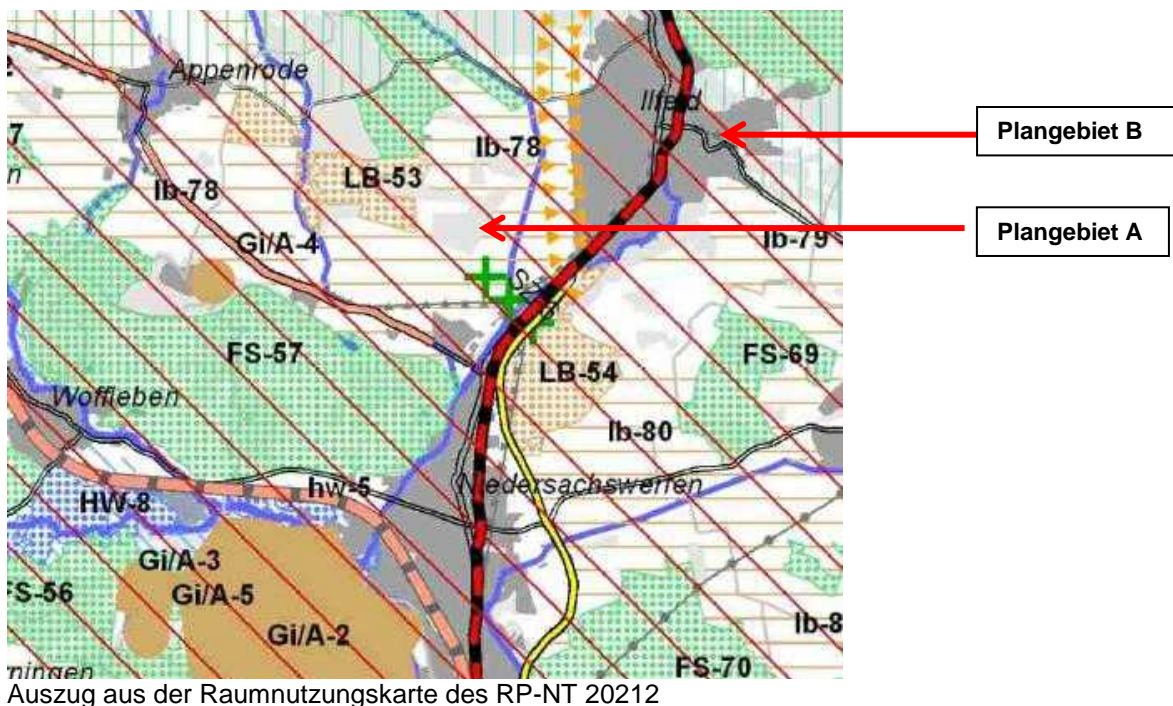 Appenrode
Ilfeld
Plangebiet B
7
n
Ib-78
LB-53
Ib-78
Plangebiet A
Gi/A-4
Ib-79
FS-57
FS-69
LB-54
Woffleben
Ib-80
hw-5
Niedersachswerfen
HW-8
Gi/A-3
FS-56
Gi/A-5
Gi/A-2
Ib-8
rningen
FS-70
Auszug aus der Raumnutzungskarte des RP-NT 20212